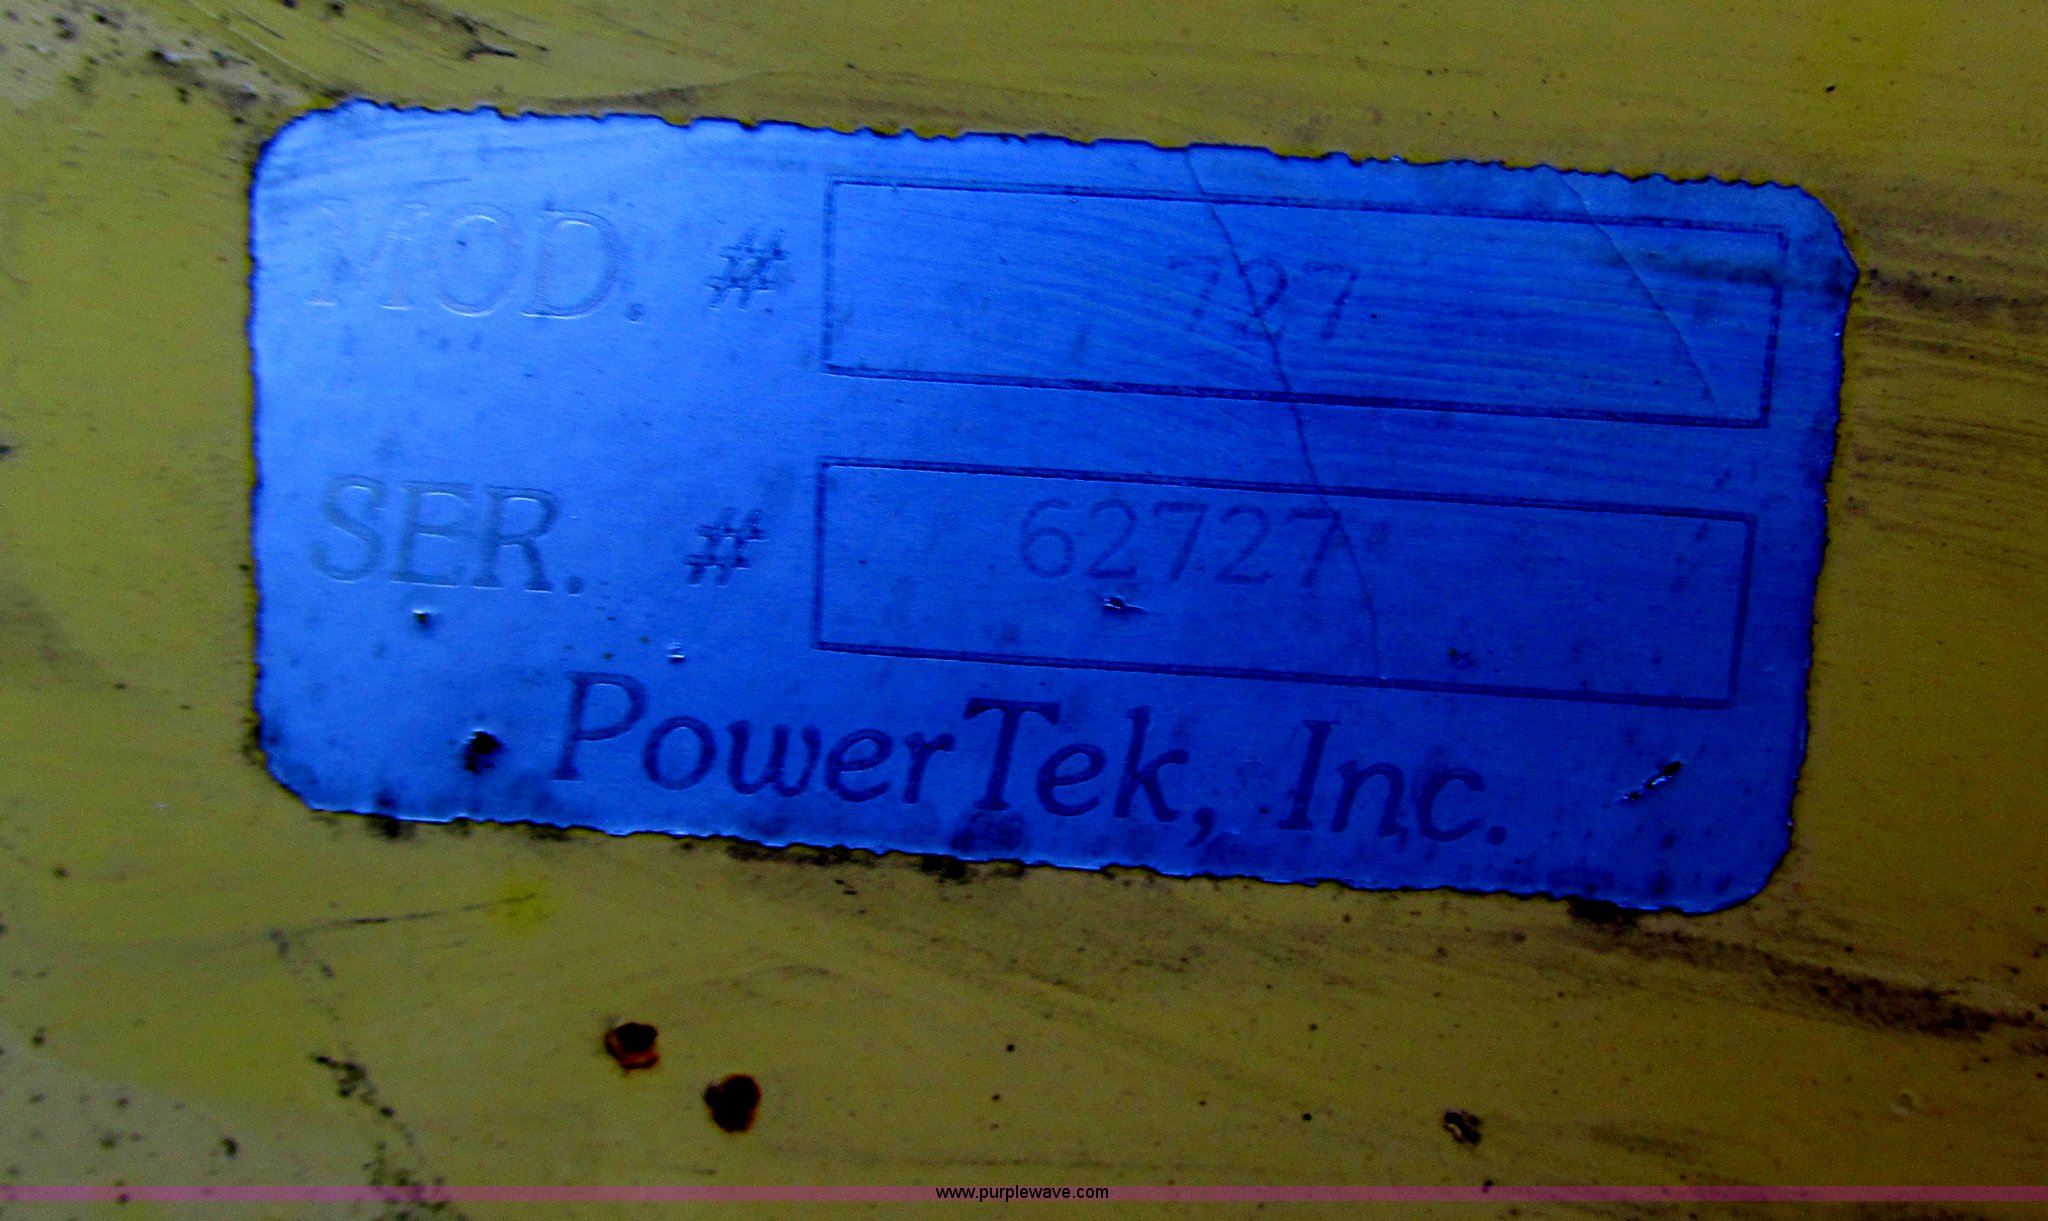 MOD. # 727
SER. # 62727
PowerTek, Inc.
www.purplewave.com